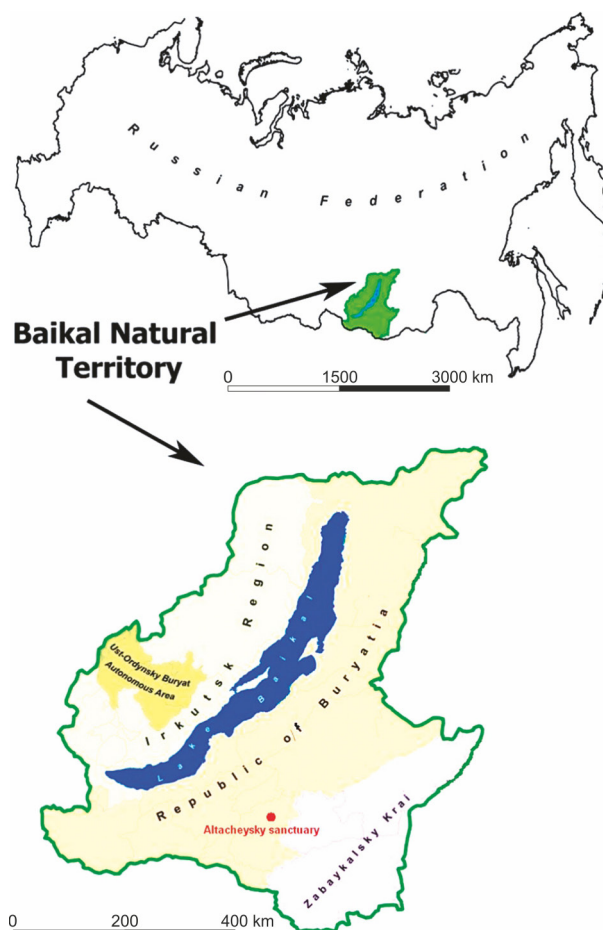 Russian Federation
Baikal Natural
Territory
0 1500 3000 km
Irkutsk Region
Lake Baikal
Ust-Ordynsky Buryat
Autonomous Area
Republic of Buryatia
Altacheysky sanctuary
Zabaykalsky Krai
0 200 400 km